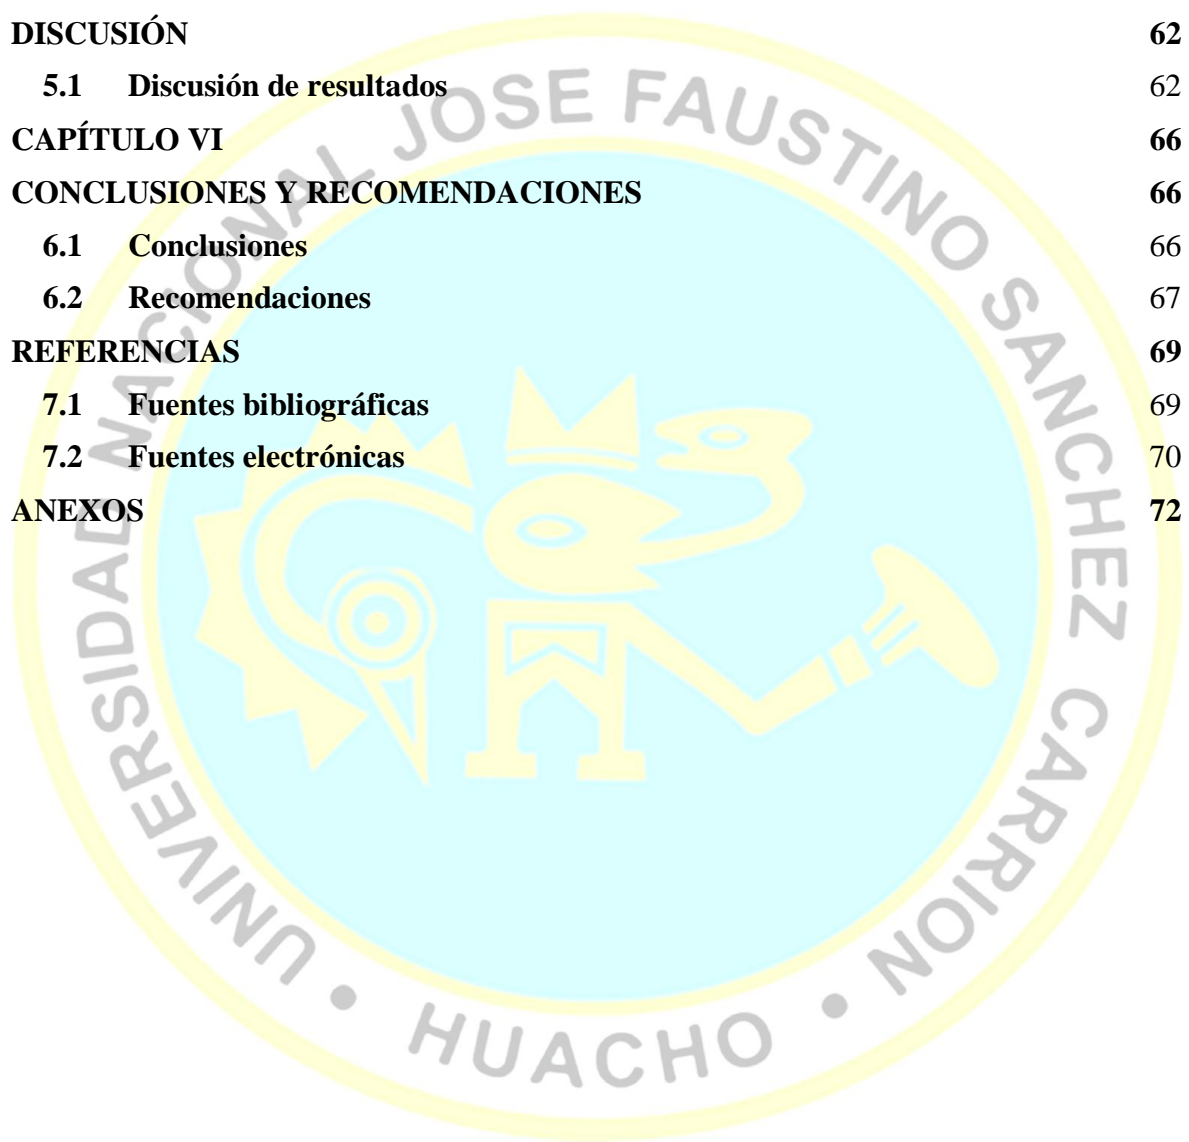 DISCUSIÓN 62
5.1 Discusión de resultados 62
CAPÍTULO VI 66
CONCLUSIONES Y RECOMENDACIONES 66
6.1 Conclusiones 66
6.2 Recomendaciones 67
REFERENCIAS 69
7.1 Fuentes bibliográficas 69
7.2 Fuentes electrónicas 70
ANEXOS 72
UNIVERSIDAD NACIONAL JOSE FAUSTINO SANCHEZ CARRION
• HUACHO •